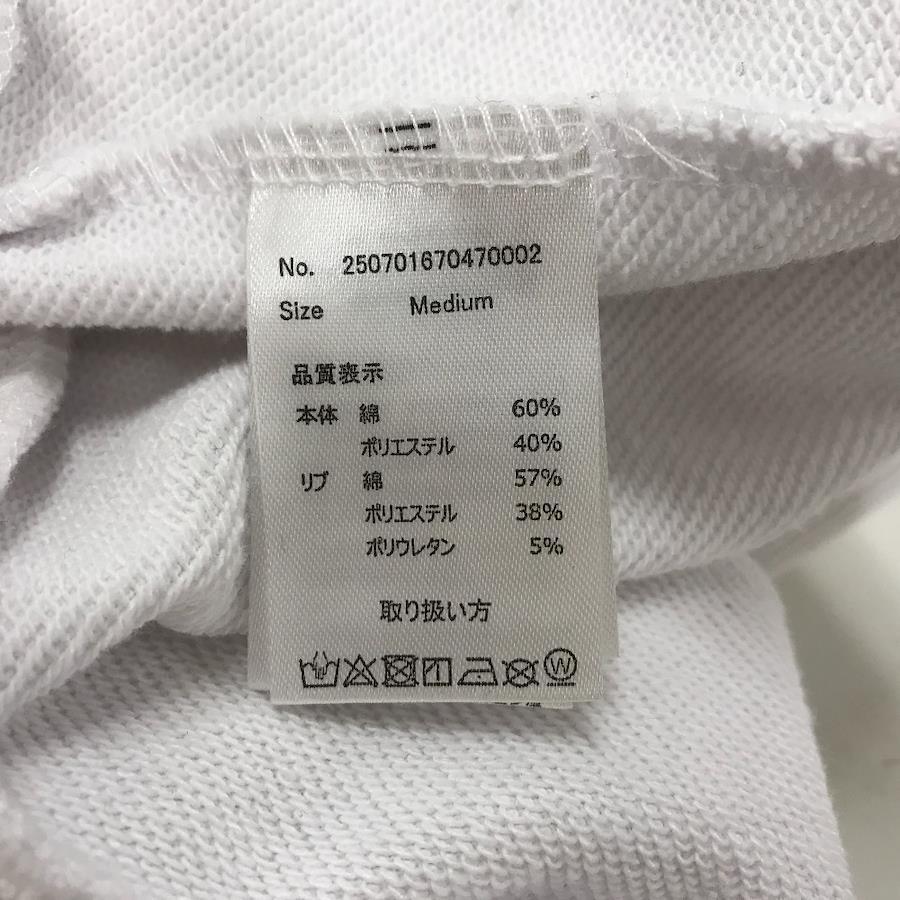 No. 250701670470002
Size Medium
品質表示
本体 綿 60%
ポリエステル 40%
リブ 綿 57%
ポリエステル 38%
ポリウレタン 5%
取り扱い方
W